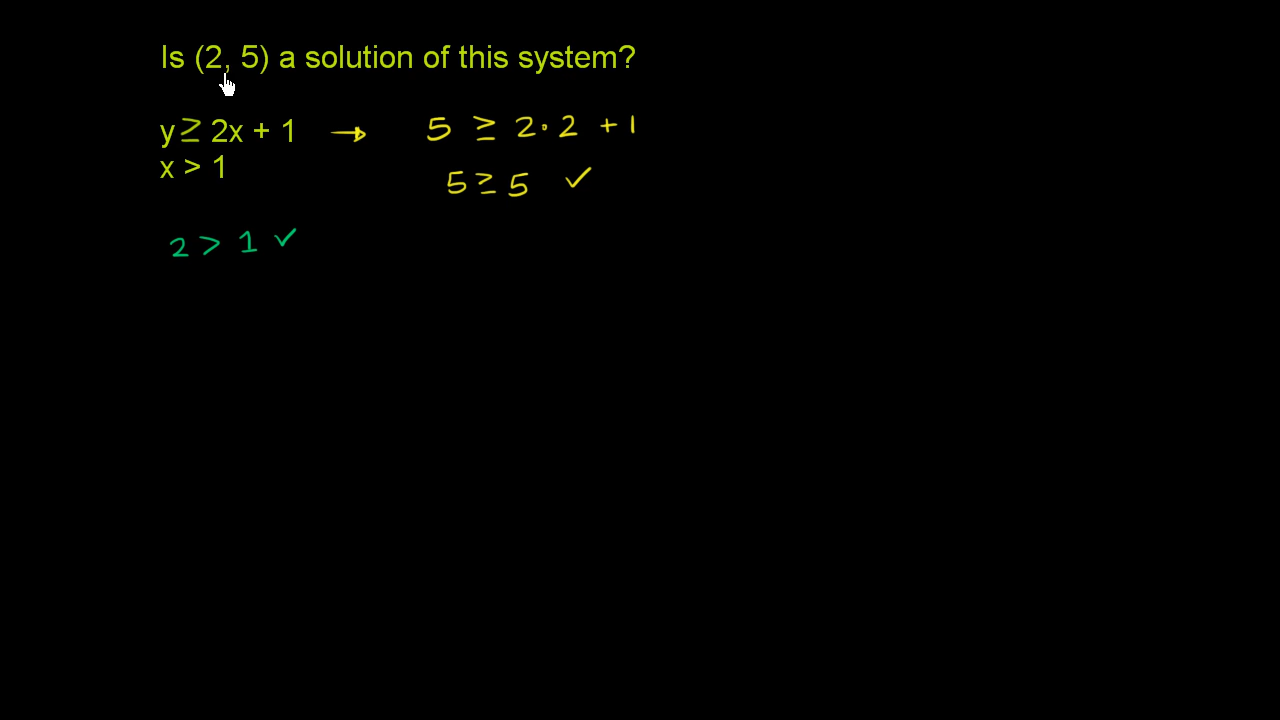 Is (2, 5) a solution of this system?
y ≥ 2x + 1 → 5 ≥ 2·2 + 1
x > 1
5 ≥ 5 ✓
2 > 1 ✓